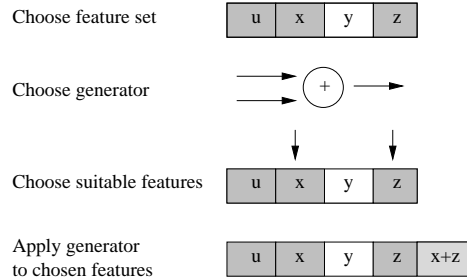 Choose feature set
u x y z
Choose generator
+
Choose suitable features
u x y z
Apply generator
to chosen features
u x y z x+z